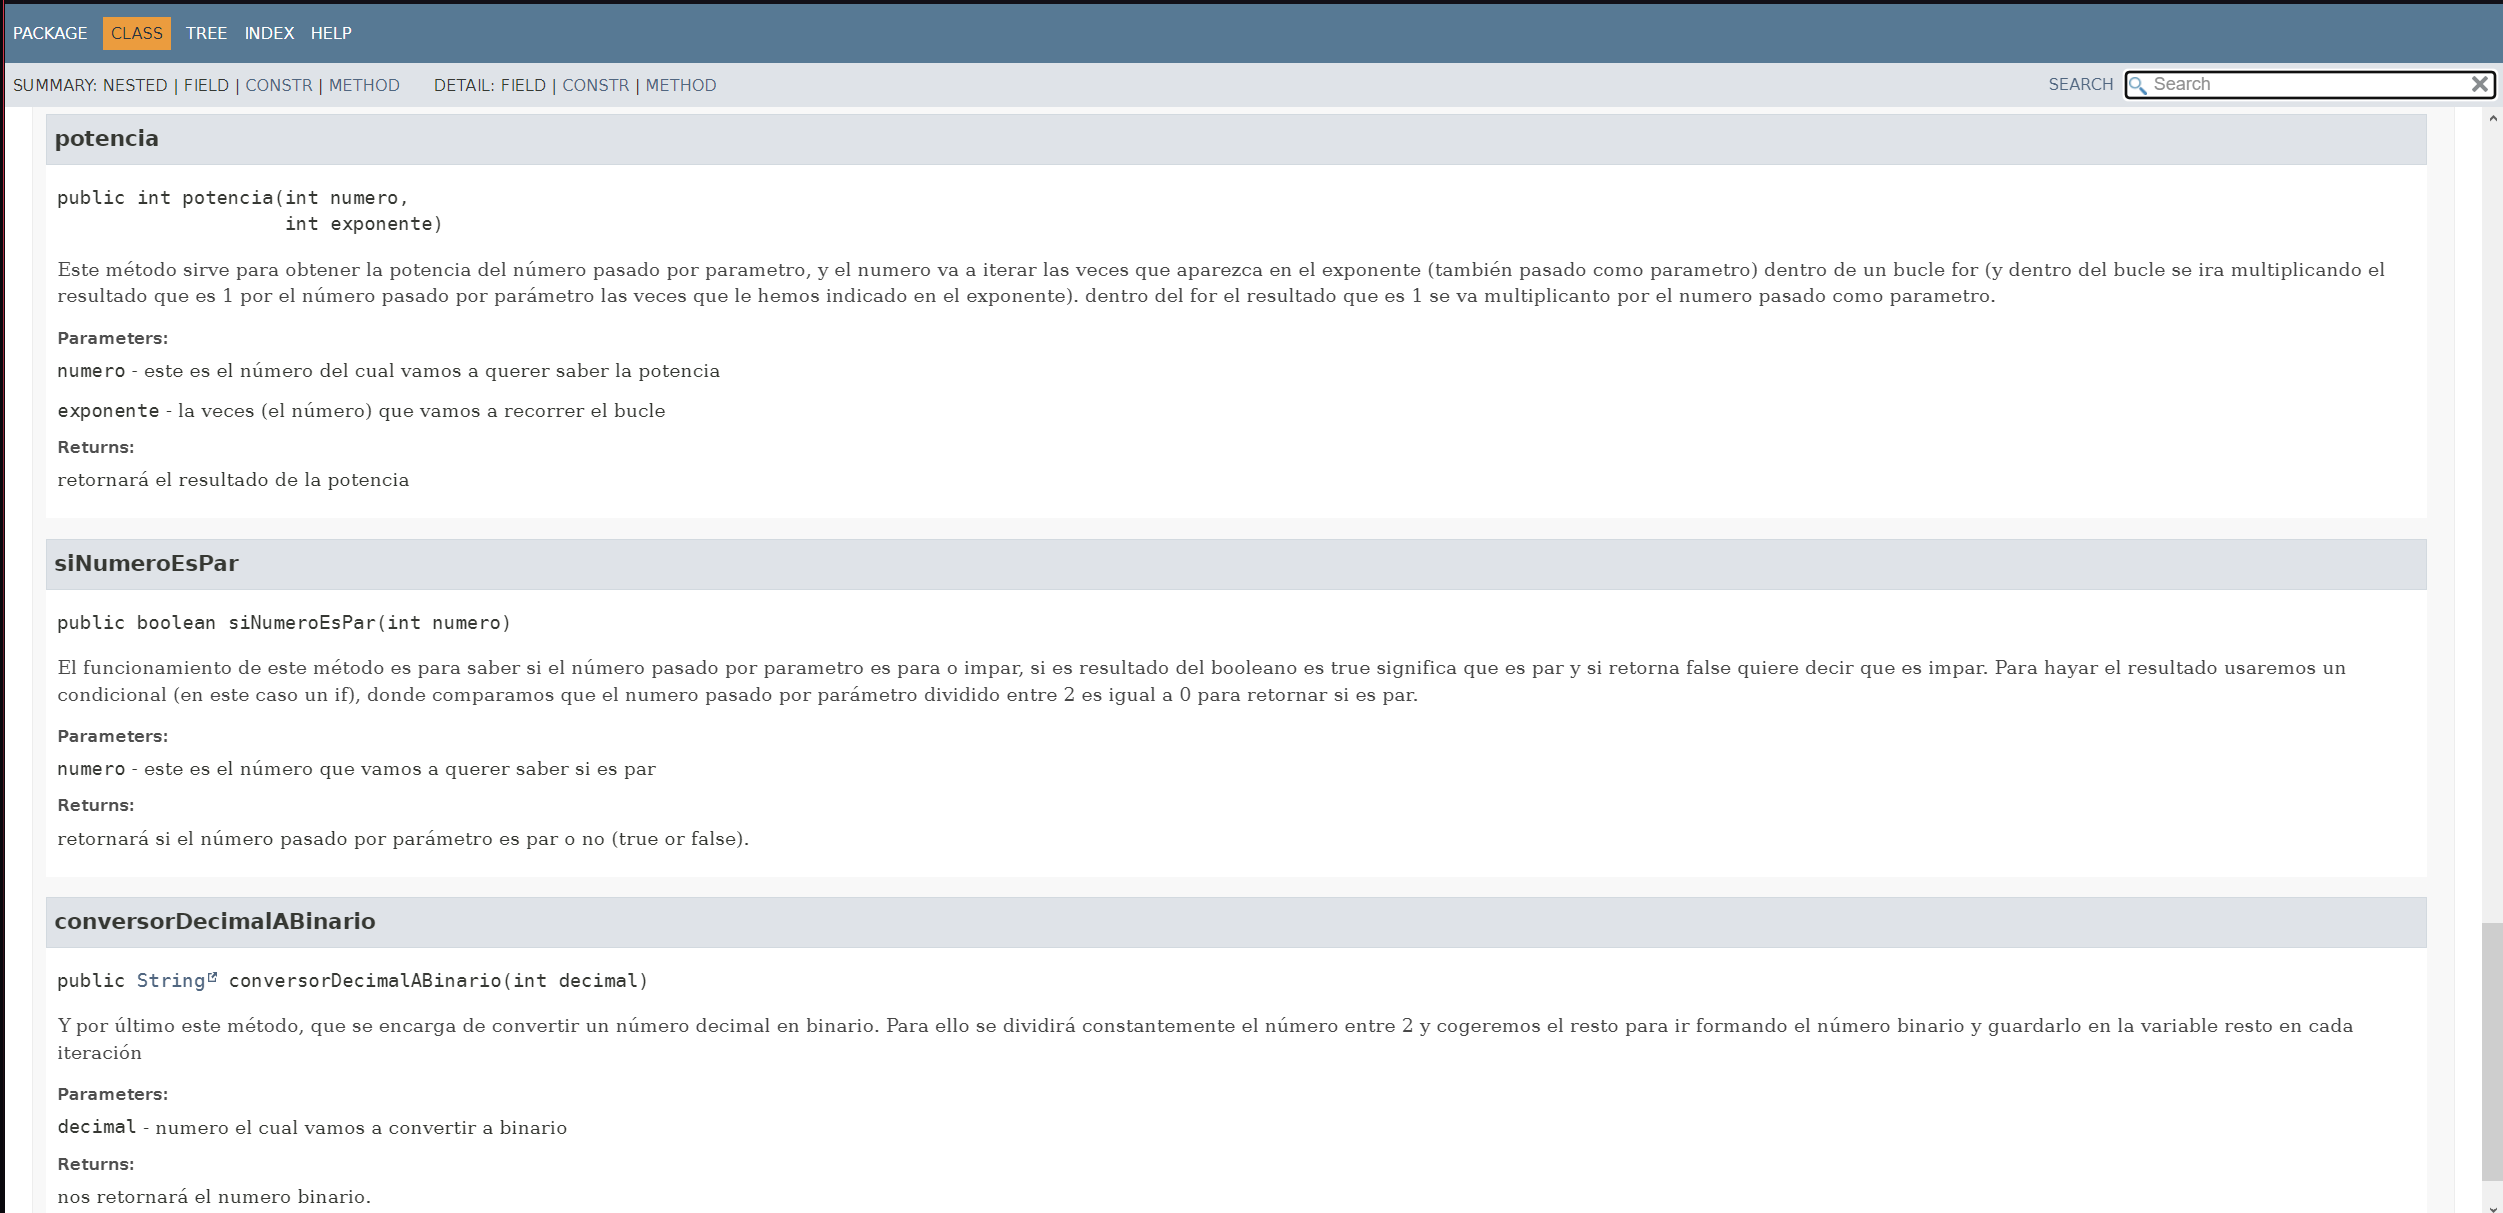 PACKAGE CLASS TREE INDEX HELP
SUMMARY: NESTED | FIELD | CONSTR | METHOD DETAIL: FIELD | CONSTR | METHOD SEARCH Search
potencia
public int potencia(int numero,
int exponente)
Este método sirve para obtener la potencia del número pasado por parametro, y el numero va a iterar las veces que aparezca en el exponente (también pasado como parametro) dentro de un bucle for (y dentro del bucle se ira multiplicando el
resultado que es 1 por el número pasado por parámetro las veces que le hemos indicado en el exponente). dentro del for el resultado que es 1 se va multiplicanto por el numero pasado como parametro.
Parameters:
numero - este es el número del cual vamos a querer saber la potencia
exponente - la veces (el número) que vamos a recorrer el bucle
Returns:
retornará el resultado de la potencia
siNumeroEsPar
public boolean siNumeroEsPar(int numero)
El funcionamiento de este método es para saber si el número pasado por parametro es para o impar, si es resultado del booleano es true significa que es par y si retorna false quiere decir que es impar. Para hayar el resultado usaremos un
condicional (en este caso un if), donde comparamos que el numero pasado por parámetro dividido entre 2 es igual a 0 para retornar si es par.
Parameters:
numero - este es el número que vamos a querer saber si es par
Returns:
retornará si el número pasado por parámetro es par o no (true or false).
conversorDecimalABinario
public String conversorDecimalABinario(int decimal)
Y por último este método, que se encarga de convertir un número decimal en binario. Para ello se dividirá constantemente el número entre 2 y cogeremos el resto para ir formando el número binario y guardarlo en la variable resto en cada
iteración
Parameters:
decimal - numero el cual vamos a convertir a binario
Returns:
nos retornará el numero binario.